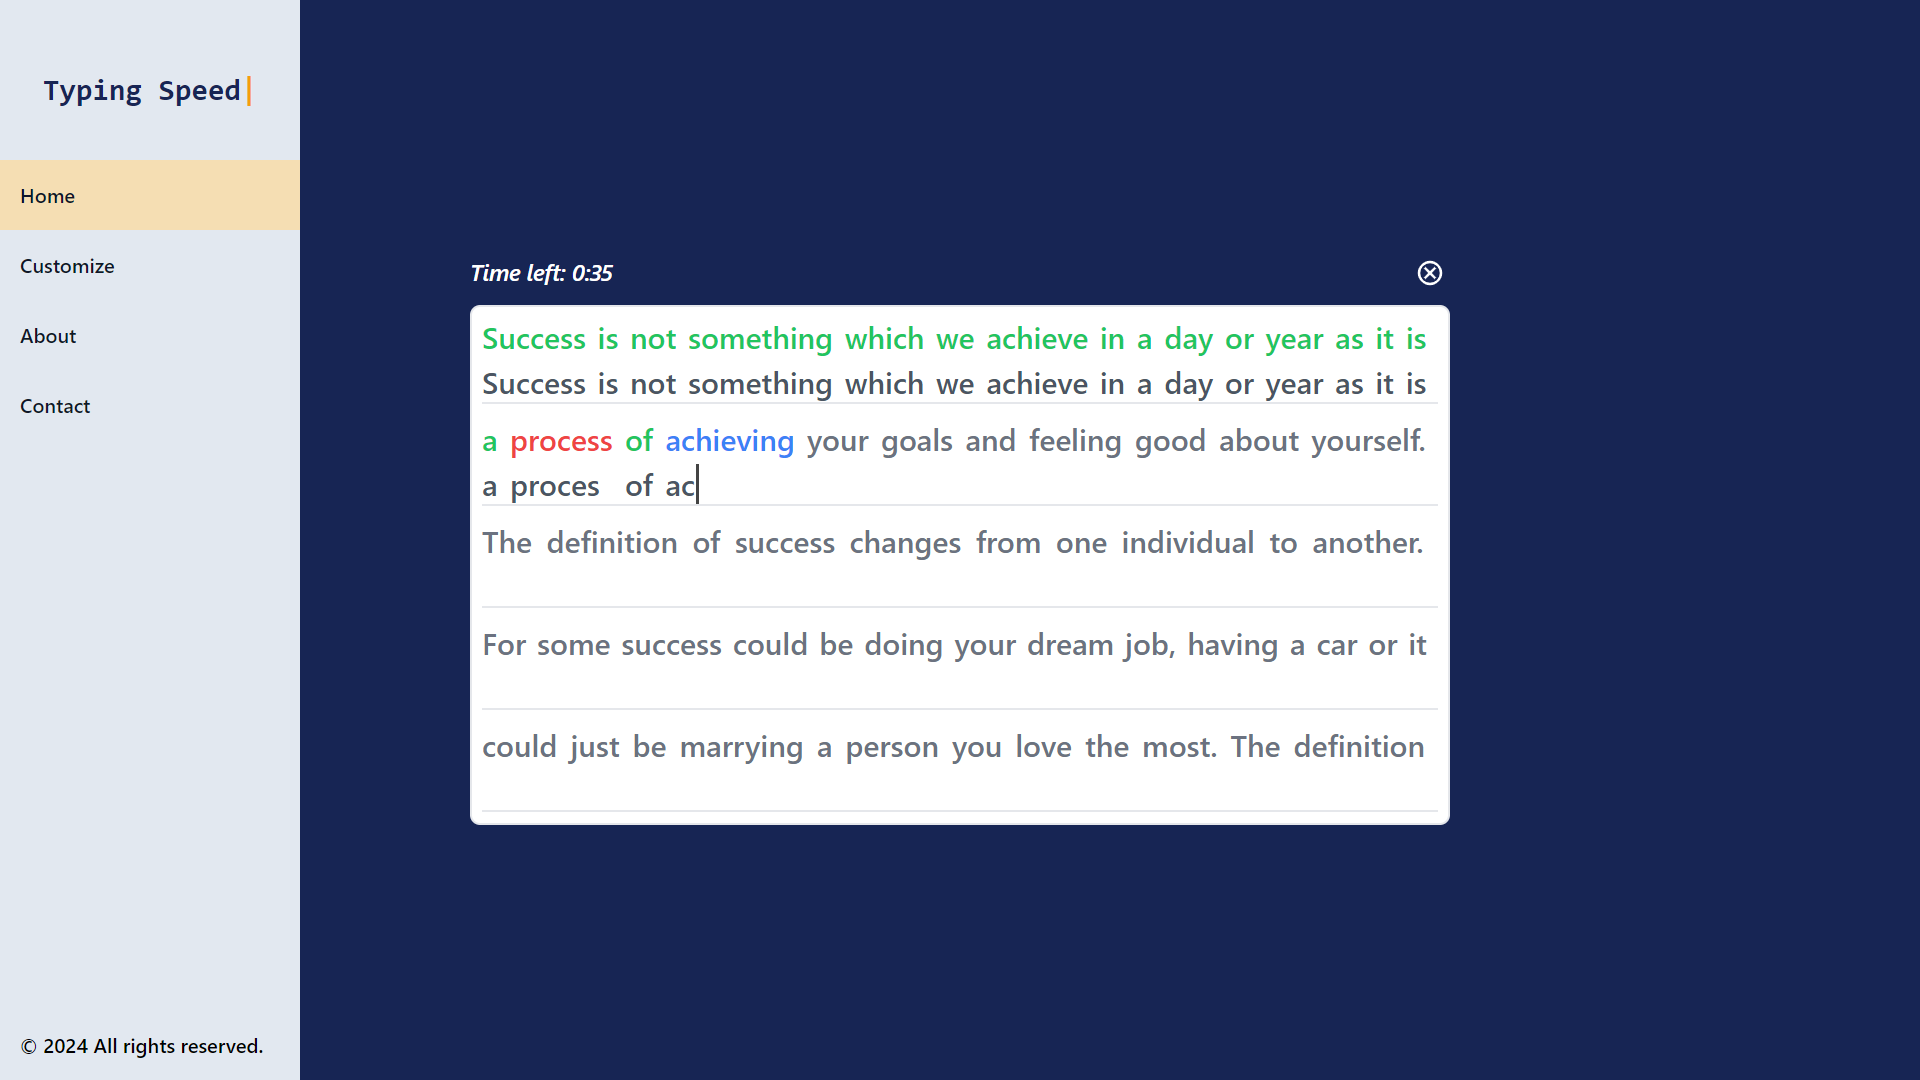 Typing Speed
Home
Customize
About
Contact
© 2024 All rights reserved.
Time left: 0:35
Success is not something which we achieve in a day or year as it is
Success is not something which we achieve in a day or year as it is
a process of achieving your goals and feeling good about yourself.
a proces of ac
The definition of success changes from one individual to another.
For some success could be doing your dream job, having a car or it
could just be marrying a person you love the most. The definition